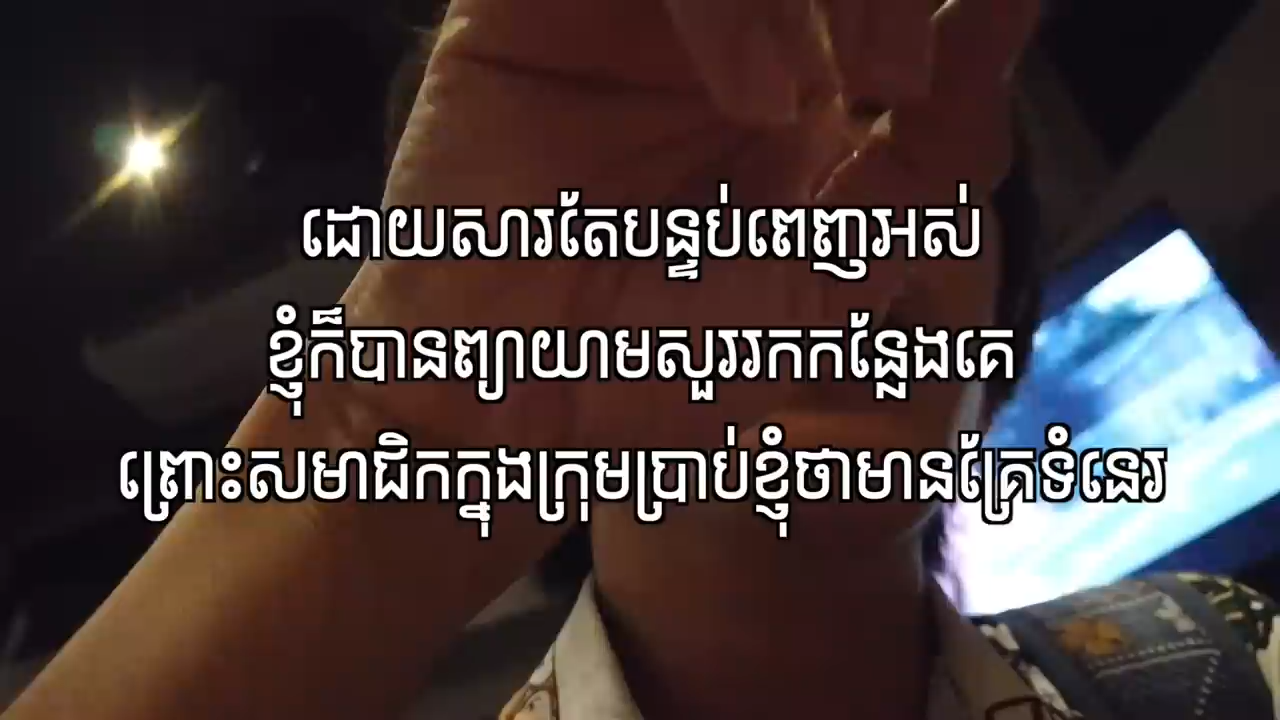 ដោយសារតែបន្ទប់ពេញអស់
ខ្ញុំក៏បានព្យាយាមសួររកកន្លែងគេ
ព្រោះសមាជិកក្នុងក្រុមប្រាប់ខ្ញុំថាមានគ្រែទំនេរ